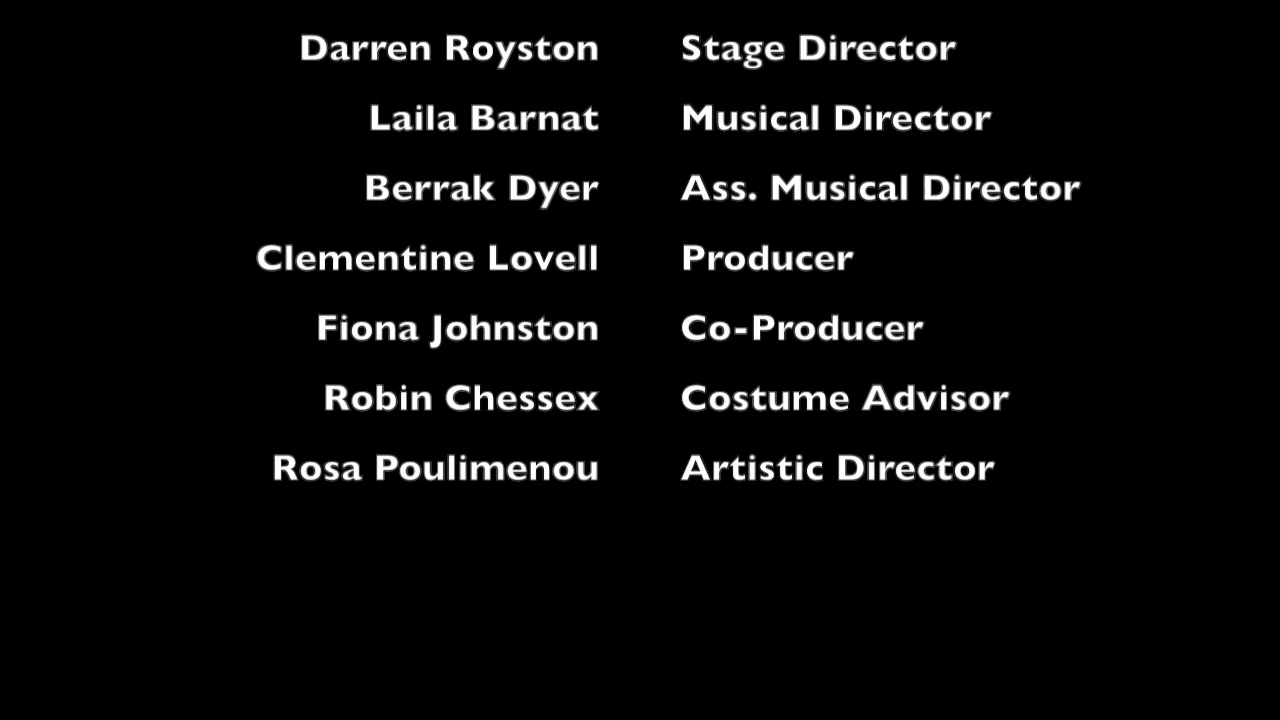 Darren Royston Stage Director
Laila Barnat Musical Director
Berrak Dyer Ass. Musical Director
Clementine Lovell Producer
Fiona Johnston Co-Producer
Robin Chessex Costume Advisor
Rosa Poulimenou Artistic Director